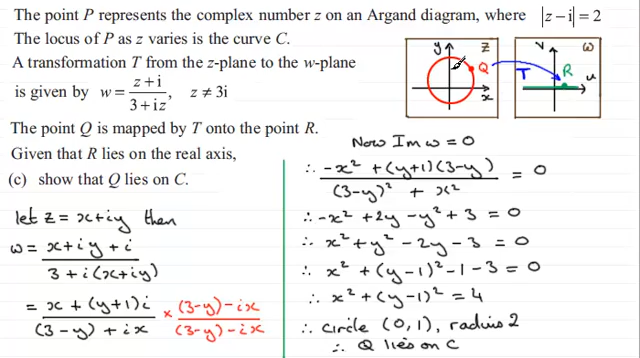 The point P represents the complex number z on an Argand diagram, where |z−i| = 2
The locus of P as z varies is the curve C.
A transformation T from the z-plane to the w-plane
is given by w = (z+i)/(3+iz), z ≠ 3i
The point Q is mapped by T onto the point R.
Given that R lies on the real axis,
(c) show that Q lies on C.
let z = x+iy then
w = (x+iy+i)/(3+i(x+iy))
= (x+(y+1)i)/((3−y)+ix) × ((3−y)−ix)/((3−y)−ix)
y z Q x
T
v w R u
Now Im w = 0
∴ (−x²+(y+1)(3−y))/((3−y)²+x²) = 0
∴ −x²+2y−y²+3 = 0
∴ x²+y²−2y−3 = 0
∴ x²+(y−1)²−1−3 = 0
∴ x²+(y−1)² = 4
∴ circle (0,1), radius 2
∴ Q lies on C